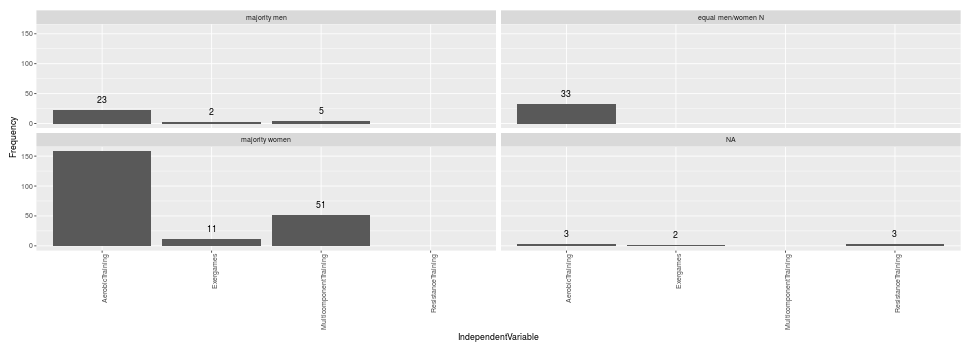 majority men
equal men/women N
150
100
50
0
23
2
5
33
majority women
NA
150
100
50
0
11
51
3
2
3
Frequency
AerobicTraining
Exergames
MulticomponentTraining
ResistanceTraining
AerobicTraining
Exergames
MulticomponentTraining
ResistanceTraining
IndependentVariable